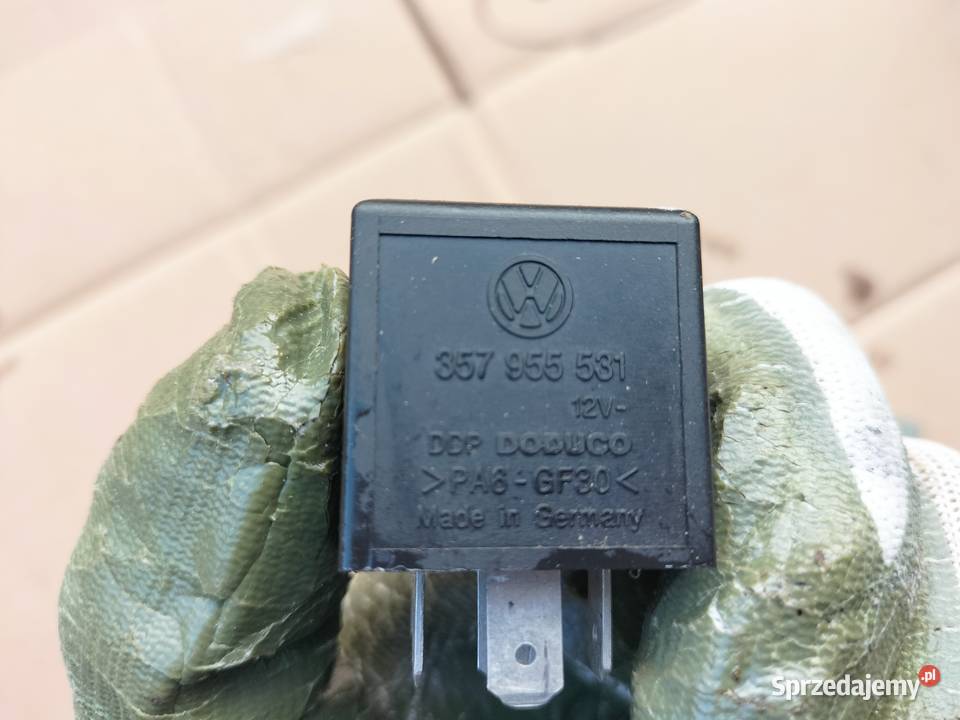 357 955 531
12V-
DDP DODUCO
>PA6-GF30<
Made in Germany
Sprzedajemy.pl